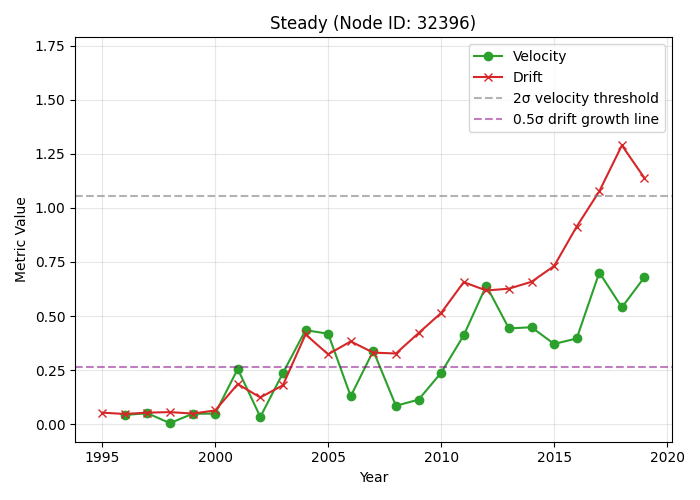 Steady (Node ID: 32396)
1.75
1.50
1.25
1.00
0.75
0.50
0.25
0.00
Metric Value
Velocity
Drift
2σ velocity threshold
0.5σ drift growth line
1995
2000
2005
2010
2015
2020
Year